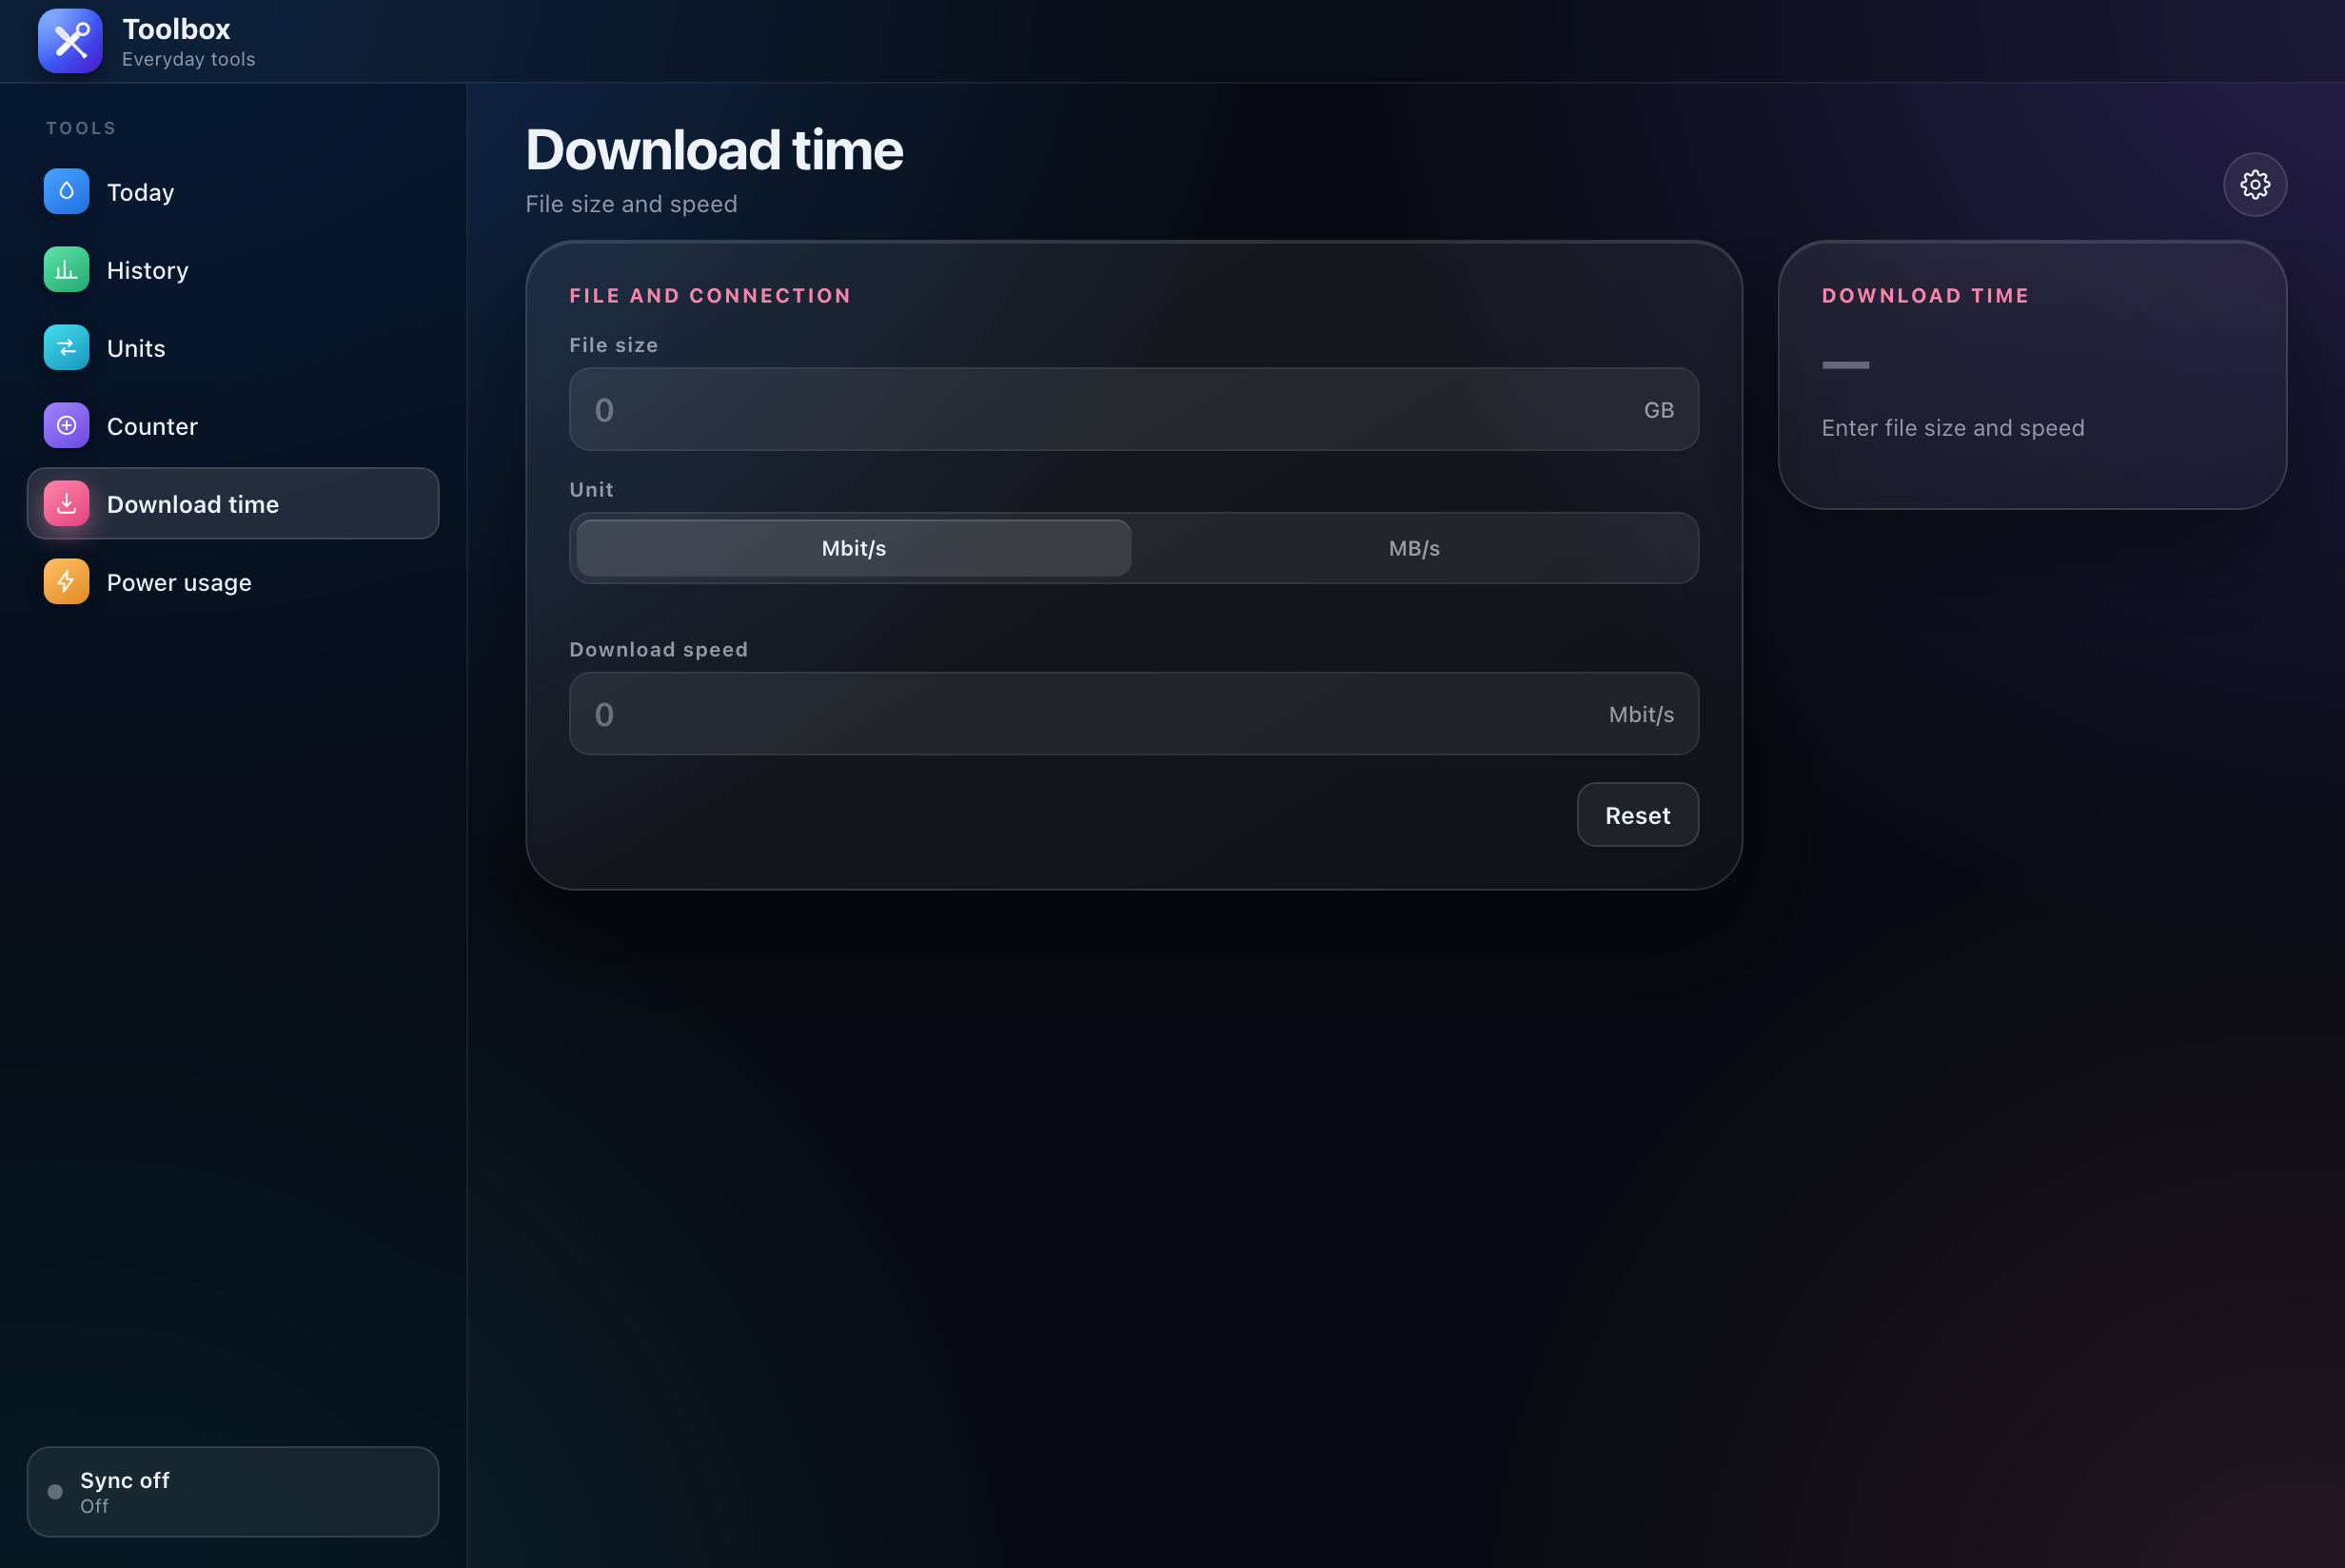 Toolbox
Everyday tools
TOOLS
Today
History
Units
Counter
Download time
Power usage
Sync off
Off
Download time
File size and speed
FILE AND CONNECTION
File size
0 GB
Unit
Mbit/s MB/s
Download speed
0 Mbit/s
Reset
DOWNLOAD TIME
—
Enter file size and speed